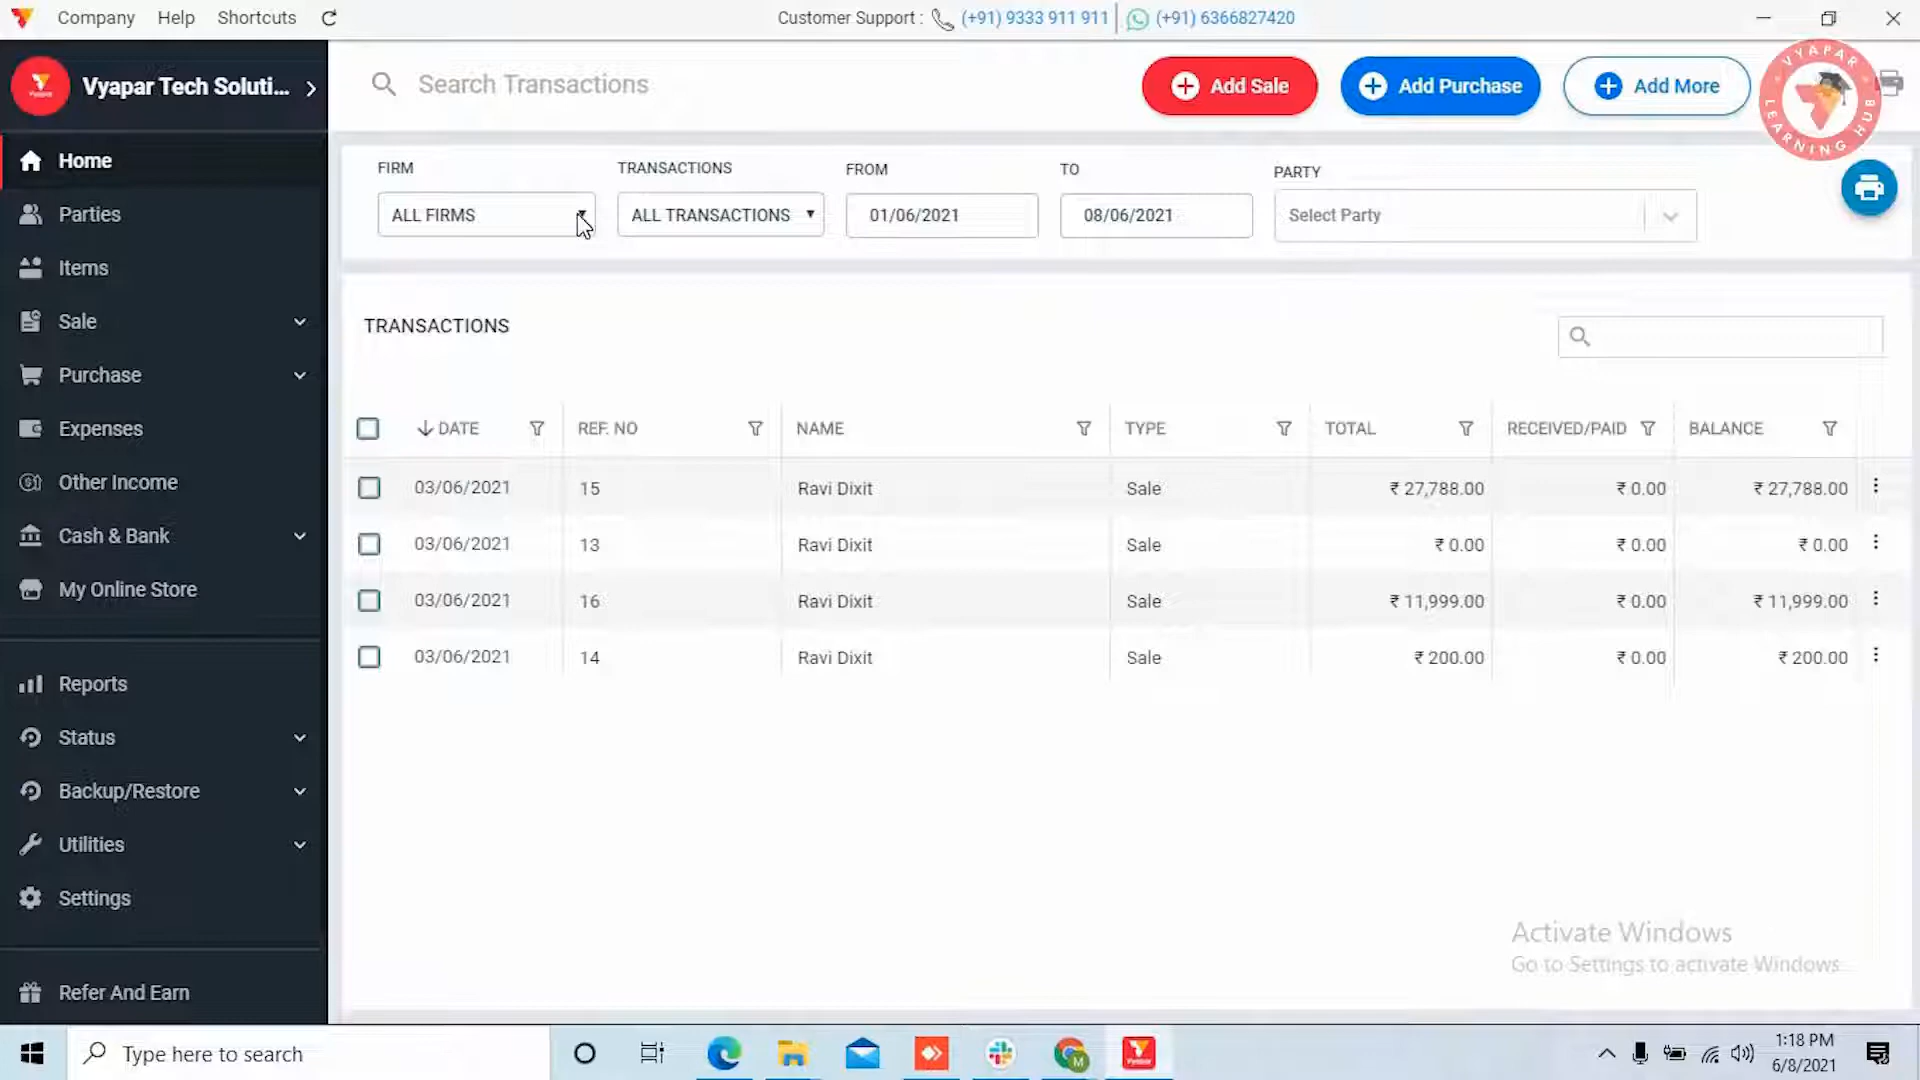 Company Help Shortcuts
Customer Support : (+91) 9333 911 911 (+91) 6366827420
Vyapar Tech Soluti...
Search Transactions
Add Sale
Add Purchase
Add More
VYAPAR
LEARNING HUB
Home
Parties
Items
Sale
Purchase
Expenses
Other Income
Cash & Bank
My Online Store
Reports
Status
Backup/Restore
Utilities
Settings
Refer And Earn
FIRM TRANSACTIONS FROM TO PARTY
ALL FIRMS ALL TRANSACTIONS 01/06/2021 08/06/2021 Select Party
TRANSACTIONS
DATE REF. NO NAME TYPE TOTAL RECEIVED/PAID BALANCE
03/06/2021 15 Ravi Dixit Sale ₹ 27,788.00 ₹ 0.00 ₹ 27,788.00
03/06/2021 13 Ravi Dixit Sale ₹ 0.00 ₹ 0.00 ₹ 0.00
03/06/2021 16 Ravi Dixit Sale ₹ 11,999.00 ₹ 0.00 ₹ 11,999.00
03/06/2021 14 Ravi Dixit Sale ₹ 200.00 ₹ 0.00 ₹ 200.00
Activate Windows
Go to Settings to activate Windows.
Type here to search
1:18 PM
6/8/2021